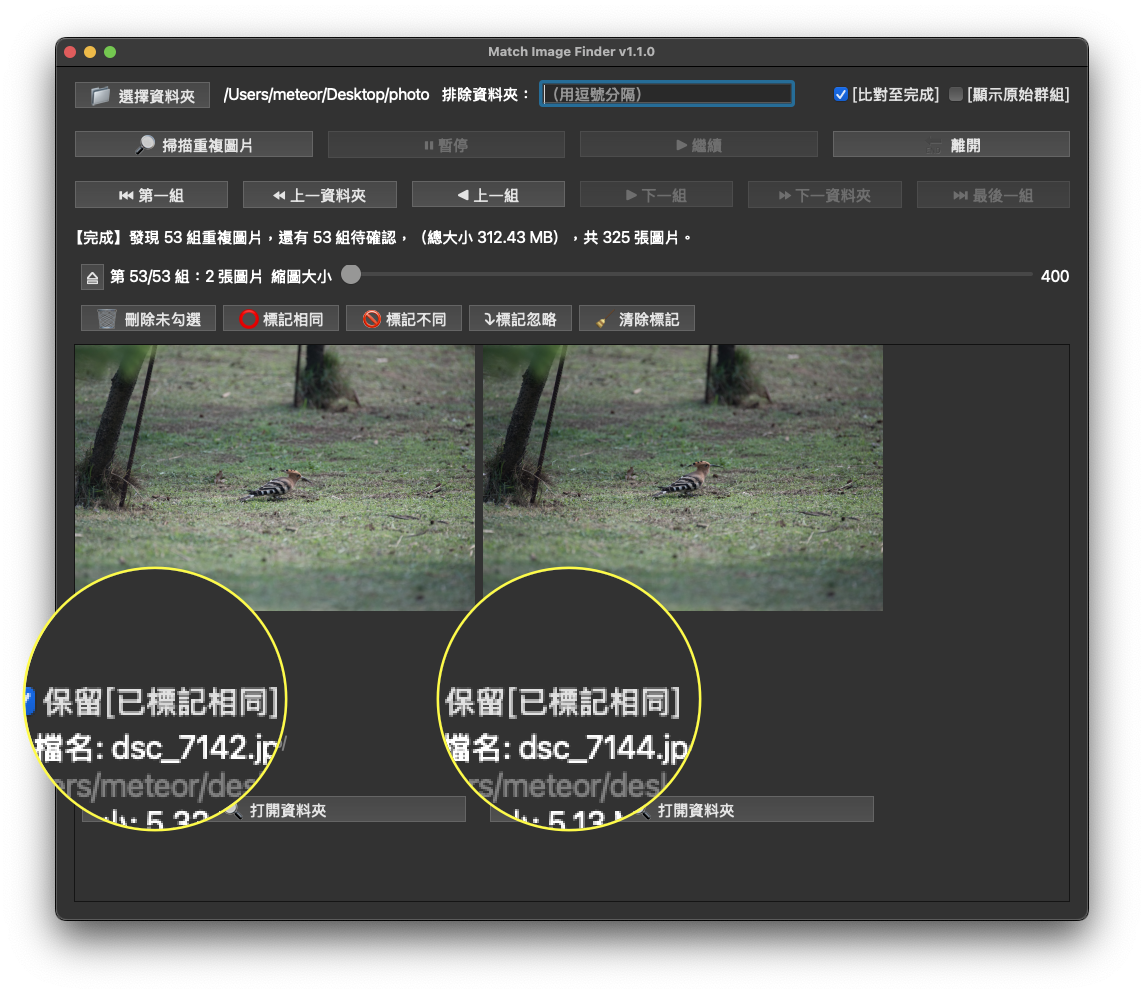 Match Image Finder v1.1.0
選擇資料夾 /Users/meteor/Desktop/photo 排除資料夾： （用逗號分隔） [比對至完成] [顯示原始群組]
掃描重複圖片 暫停 繼續 離開
第一組 上一資料夾 上一組 下一組 下一資料夾 最後一組
【完成】發現 53 組重複圖片，還有 53 組待確認，（總大小 312.43 MB），共 325 張圖片。
第 53/53 組：2 張圖片 縮圖大小 400
刪除未勾選 標記相同 標記不同 標記忽略 清除標記
保留[已標記相同] 保留[已標記相同]
檔名: dsc_7142.jp 檔名: dsc_7144.jp
ers/meteor/des rs/meteor/desk
小: 5.32 小: 5.13
打開資料夾 打開資料夾